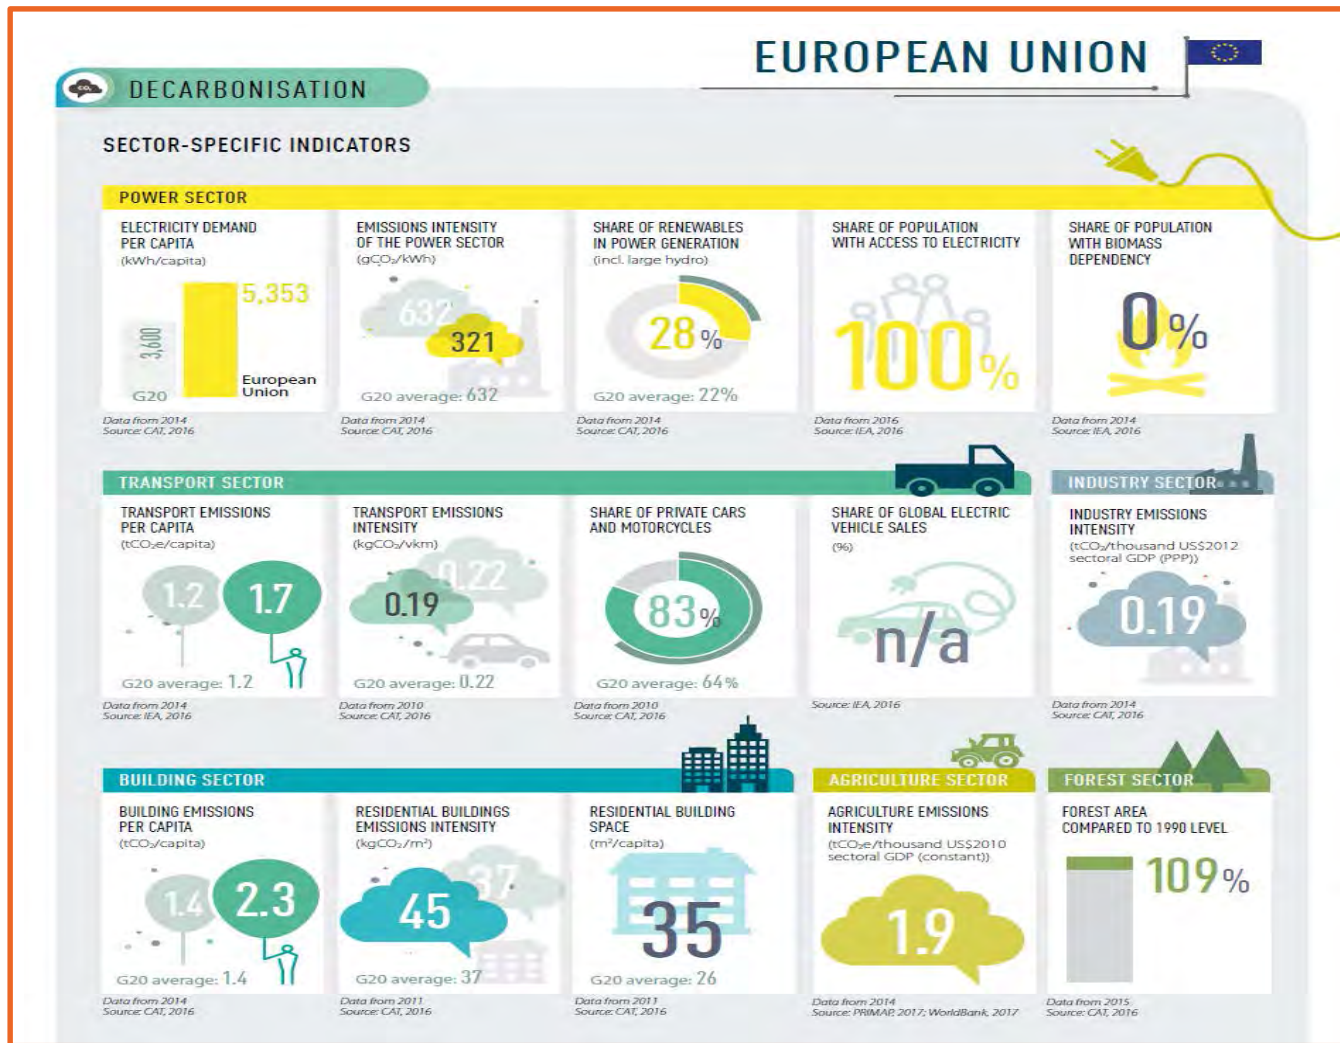 EUROPEAN UNION
DECARBONISATION
SECTOR-SPECIFIC INDICATORS
POWER SECTOR
ELECTRICITY DEMAND
PER CAPITA
(kWh/capita)
5,353
3,600
G20
European
Union
Data from 2014
Source: CAT, 2016
EMISSIONS INTENSITY
OF THE POWER SECTOR
(gCO₂/kWh)
632
321
G20 average: 632
Data from 2014
Source: CAT, 2016
SHARE OF RENEWABLES
IN POWER GENERATION
(incl. large hydro)
28%
G20 average: 22%
Data from 2014
Source: CAT, 2016
SHARE OF POPULATION
WITH ACCESS TO ELECTRICITY
100%
Data from 2016
Source: IEA, 2016
SHARE OF POPULATION
WITH BIOMASS
DEPENDENCY
0%
Data from 2014
Source: IEA, 2016
TRANSPORT SECTOR
TRANSPORT EMISSIONS
PER CAPITA
(tCO₂e/capita)
1.2
1.7
G20 average: 1.2
Data from 2014
Source: IEA, 2016
TRANSPORT EMISSIONS
INTENSITY
(kgCO₂/vkm)
0.22
0.19
G20 average: 0.22
Data from 2010
Source: CAT, 2016
SHARE OF PRIVATE CARS
AND MOTORCYCLES
83%
G20 average: 64%
Data from 2010
Source: CAT, 2016
SHARE OF GLOBAL ELECTRIC
VEHICLE SALES
(%)
n/a
Source: IEA, 2016
INDUSTRY SECTOR
INDUSTRY EMISSIONS
INTENSITY
(tCO₂/thousand US$2012
sectoral GDP (PPP))
0.19
Data from 2014
Source: CAT, 2016
BUILDING SECTOR
BUILDING EMISSIONS
PER CAPITA
(tCO₂/capita)
1.4
2.3
G20 average: 1.4
Data from 2014
Source: CAT, 2016
RESIDENTIAL BUILDINGS
EMISSIONS INTENSITY
(kgCO₂/m²)
37
45
G20 average: 37
Data from 2011
Source: CAT, 2016
RESIDENTIAL BUILDING
SPACE
(m²/capita)
35
G20 average: 26
Data from 2011
Source: CAT, 2016
AGRICULTURE SECTOR
AGRICULTURE EMISSIONS
INTENSITY
(tCO₂e/thousand US$2010
sectoral GDP (constant))
1.9
Data from 2014
Source: PRIMAP, 2017; WorldBank, 2017
FOREST SECTOR
FOREST AREA
COMPARED TO 1990 LEVEL
109%
Data from 2015
Source: CAT, 2016